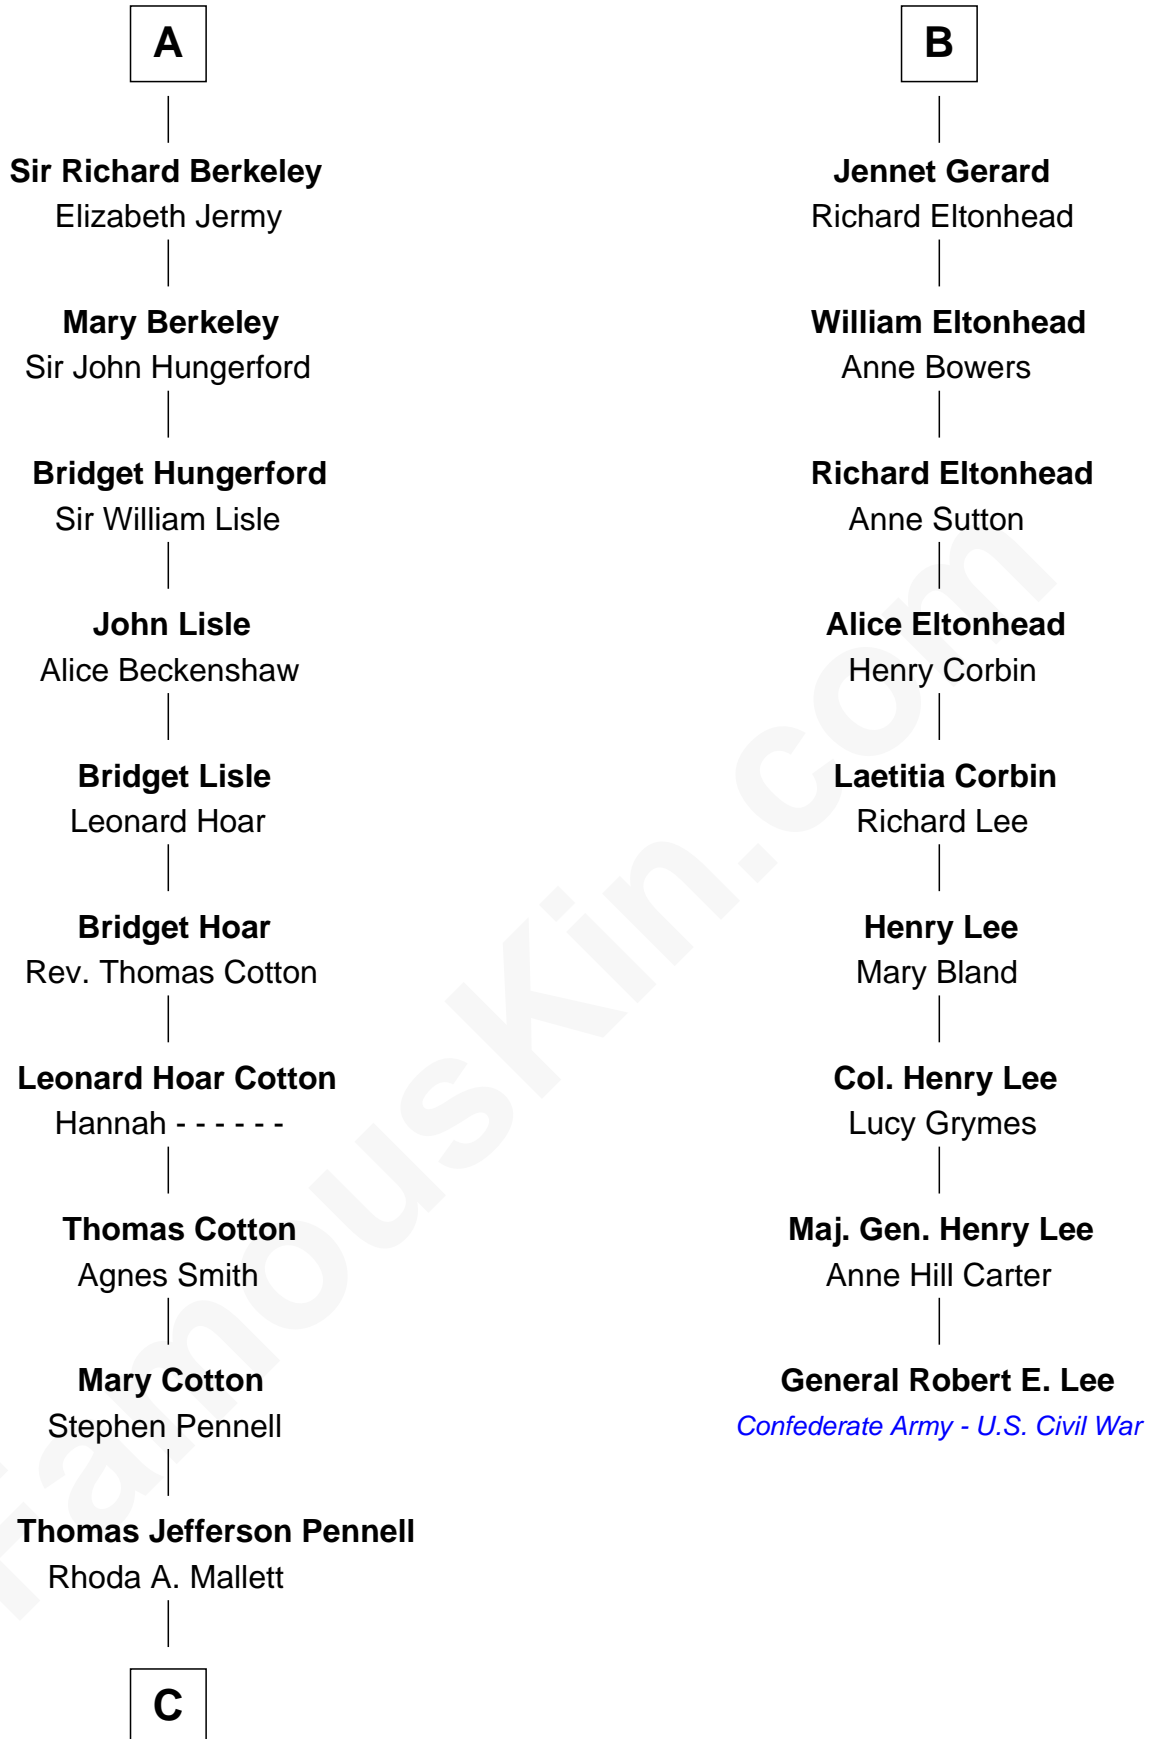 A
Sir Richard Berkeley
Elizabeth Jermy
Mary Berkeley
Sir John Hungerford
Bridget Hungerford
Sir William Lisle
John Lisle
Alice Beckenshaw
Bridget Lisle
Leonard Hoar
Bridget Hoar
Rev. Thomas Cotton
Leonard Hoar Cotton
Hannah - - - - - -
Thomas Cotton
Agnes Smith
Mary Cotton
Stephen Pennell
Thomas Jefferson Pennell
Rhoda A. Mallett
C
B
Jennet Gerard
Richard Eltonhead
William Eltonhead
Anne Bowers
Richard Eltonhead
Anne Sutton
Alice Eltonhead
Henry Corbin
Laetitia Corbin
Richard Lee
Henry Lee
Mary Bland
Col. Henry Lee
Lucy Grymes
Maj. Gen. Henry Lee
Anne Hill Carter
General Robert E. Lee
Confederate Army - U.S. Civil War
FamousKin.com